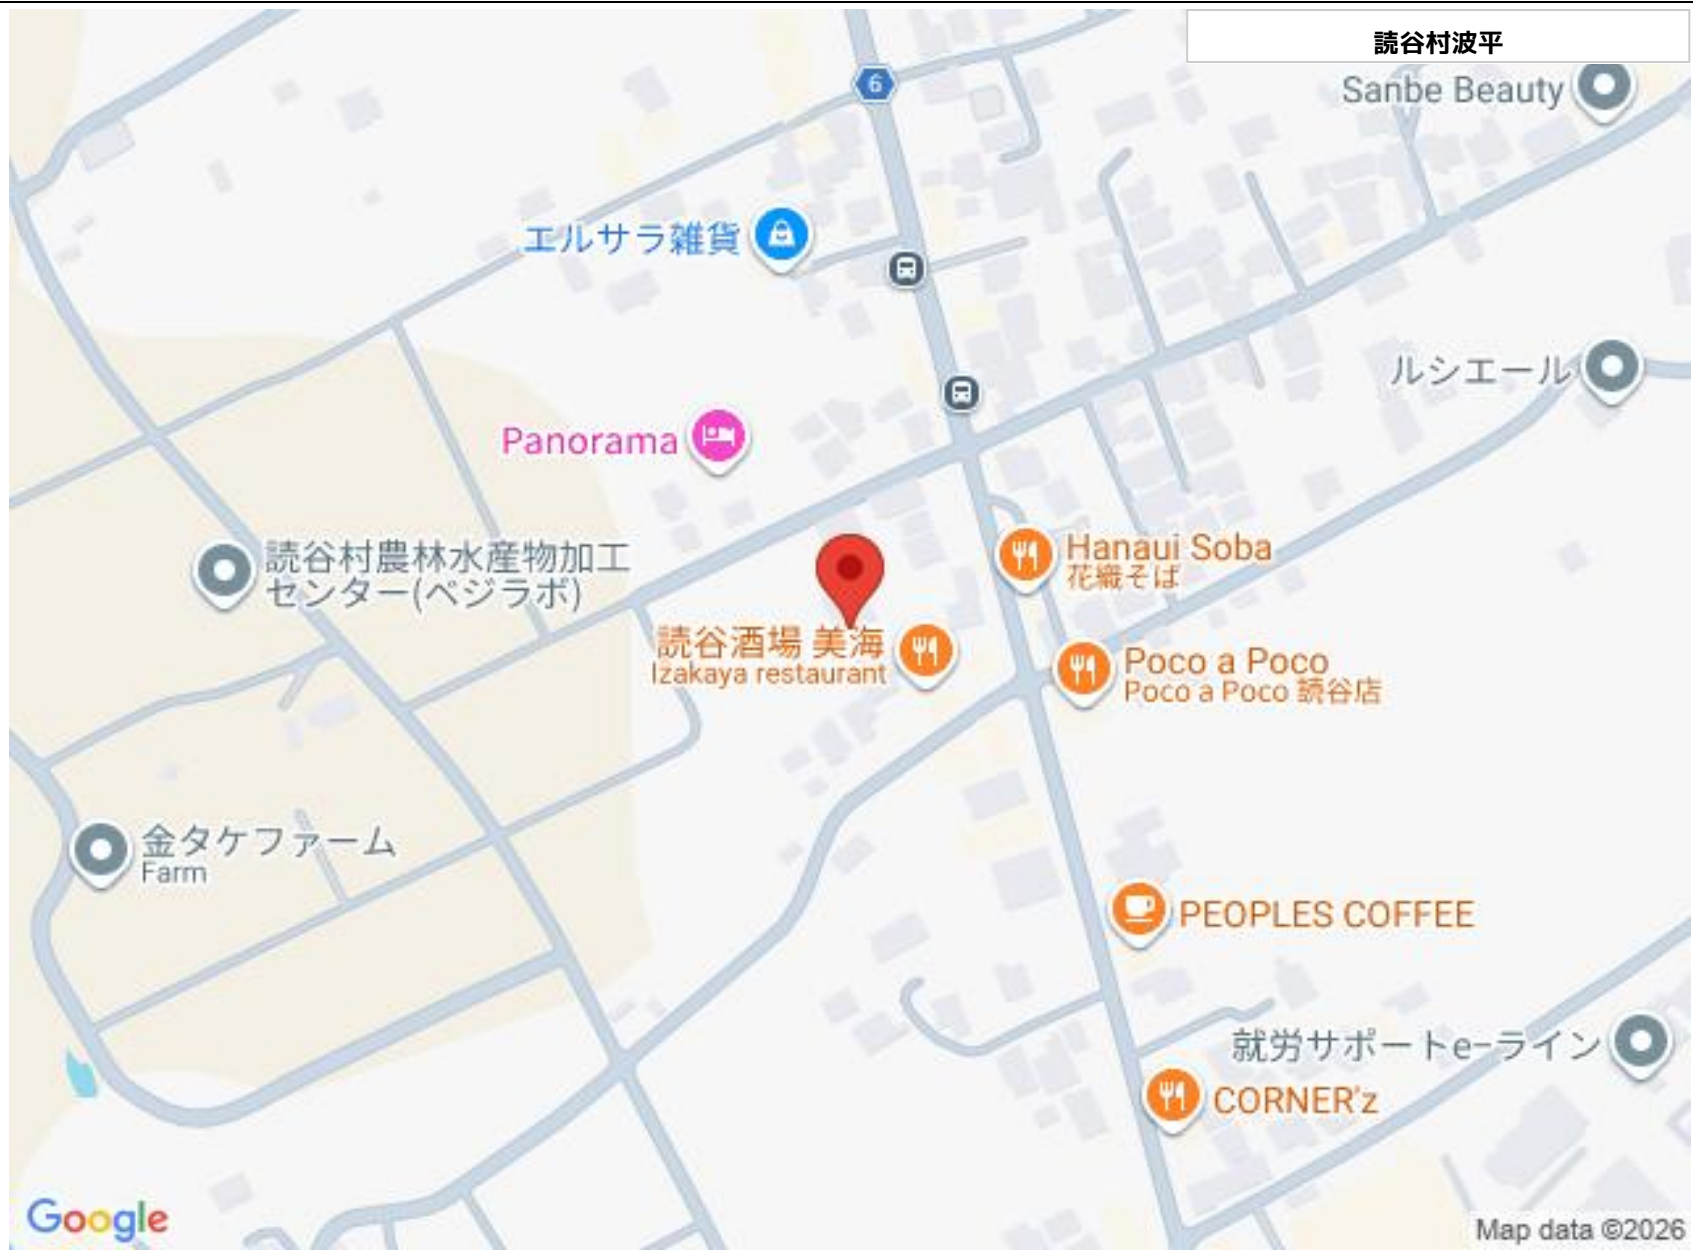 読谷村波平
6
Sanbe Beauty
エルサラ雑貨
ルシエール
Panorama
読谷村農林水産物加工
センター(ベジラボ)
Hanaui Soba
花織そば
読谷酒場 美海
Izakaya restaurant
Poco a Poco
Poco a Poco 読谷店
金タケファーム
Farm
PEOPLES COFFEE
就労サポートe-ライン
CORNER'z
Google
Map data ©2026